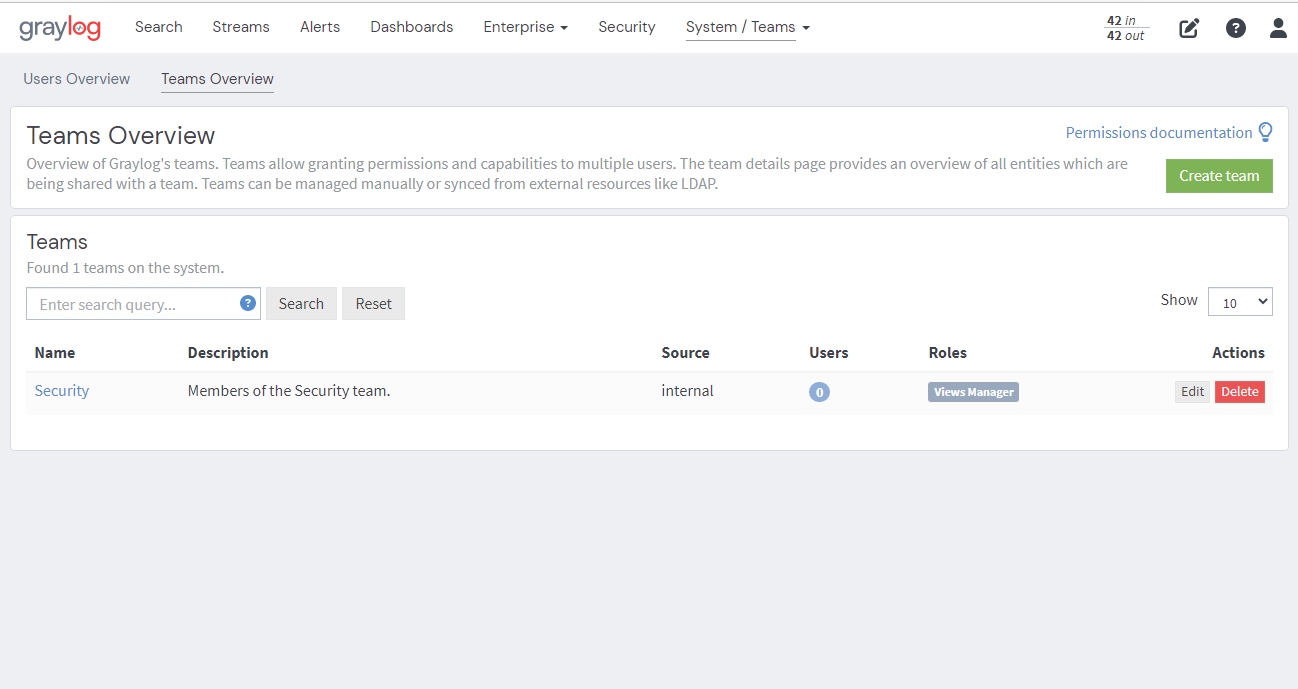 graylog Search Streams Alerts Dashboards Enterprise Security System / Teams 42 in
42 out
Users Overview Teams Overview
Teams Overview
Permissions documentation
Overview of Graylog's teams. Teams allow granting permissions and capabilities to multiple users. The team details page provides an overview of all entities which are
being shared with a team. Teams can be managed manually or synced from external resources like LDAP.
Create team
Teams
Found 1 teams on the system.
Enter search query... ? Search Reset Show 10
Name Description Source Users Roles Actions
Security Members of the Security team. internal 0 Views Manager Edit Delete